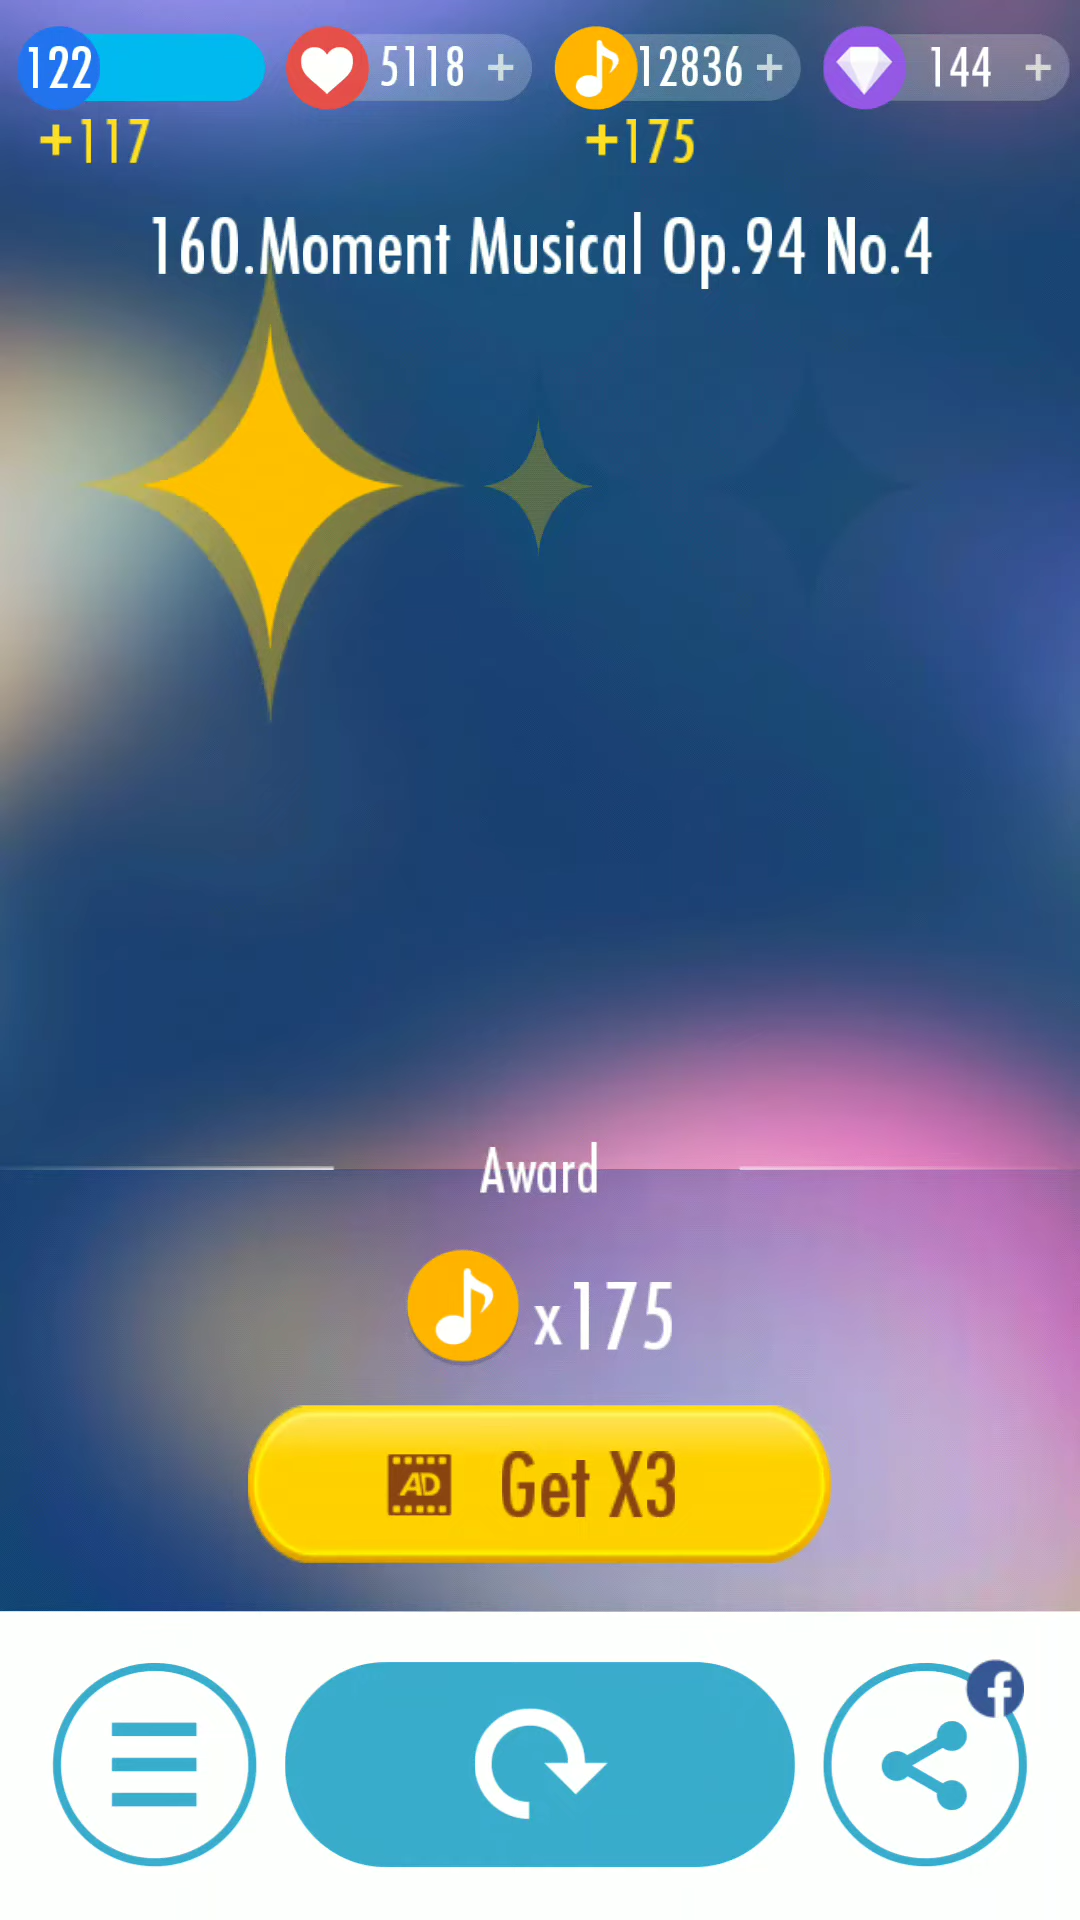 122 5118 + 12836 + 144 +
+117 +175
160.Moment Musical Op.94 No.4
Award
x175
AD Get X3
f